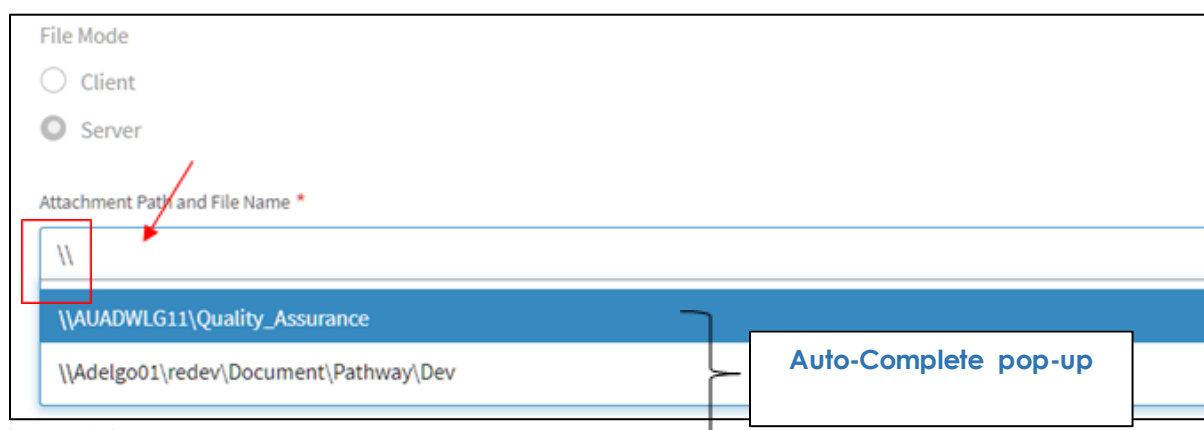 File Mode
Client
Server
Attachment Path and File Name *
\\
\\AUADWLG11\Quality_Assurance
\\Adelgo01\redev\Document\Pathway\Dev
Auto-Complete pop-up